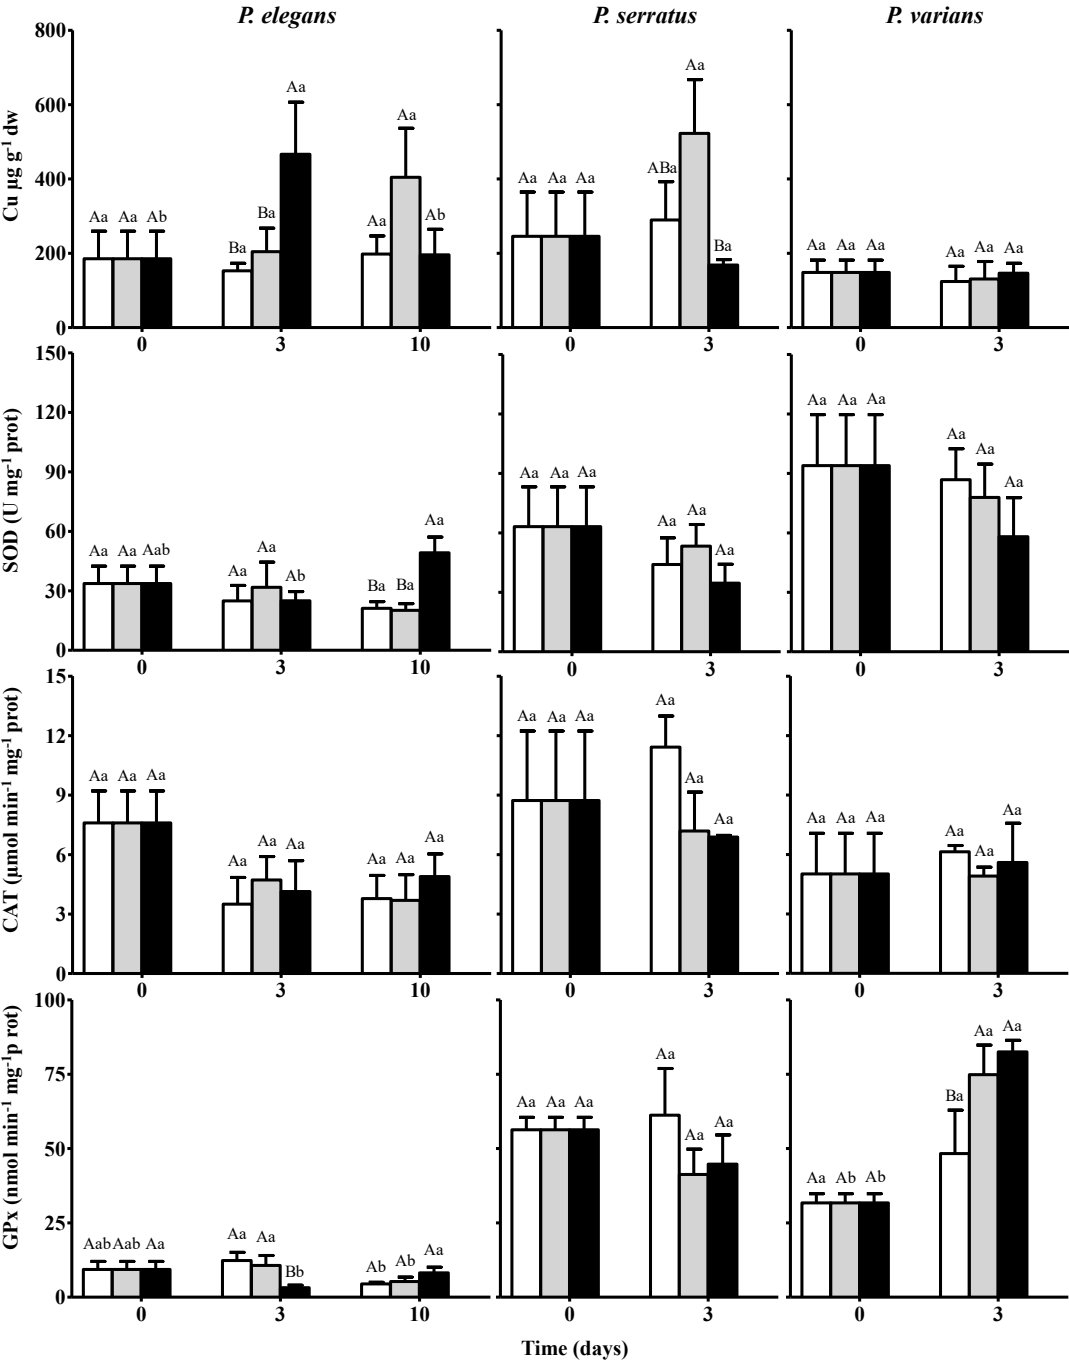 P. elegans P. serratus P. varians
Cu µg g-1 dw
800
600
400
200
0
Aa Aa Ab Ba Ba Aa Aa Aa Ab
Aa Aa Aa ABa Aa Ba
Aa Aa Aa Aa Aa Aa
0 3 10 0 3 0 3
SOD (U mg-1 prot)
150
120
90
60
30
0
Aa Aa Aab Aa Aa Ab Ba Ba Aa
Aa Aa Aa Aa Aa Aa
Aa Aa Aa Aa Aa Aa
0 3 10 0 3 0 3
CAT (µmol min-1 mg-1 prot)
15
12
9
6
3
0
Aa Aa Aa Aa Aa Aa Aa Aa Aa
Aa Aa Aa Aa Aa Aa
Aa Aa Aa Aa Aa Aa
0 3 10 0 3 0 3
GPx (nmol min-1 mg-1p rot)
100
75
50
25
0
Aab Aab Aa Aa Aa Bb Ab Ab Aa
Aa Aa Aa Aa Aa Aa
Aa Ab Ab Ba Aa Aa
0 3 10 0 3 0 3
Time (days)